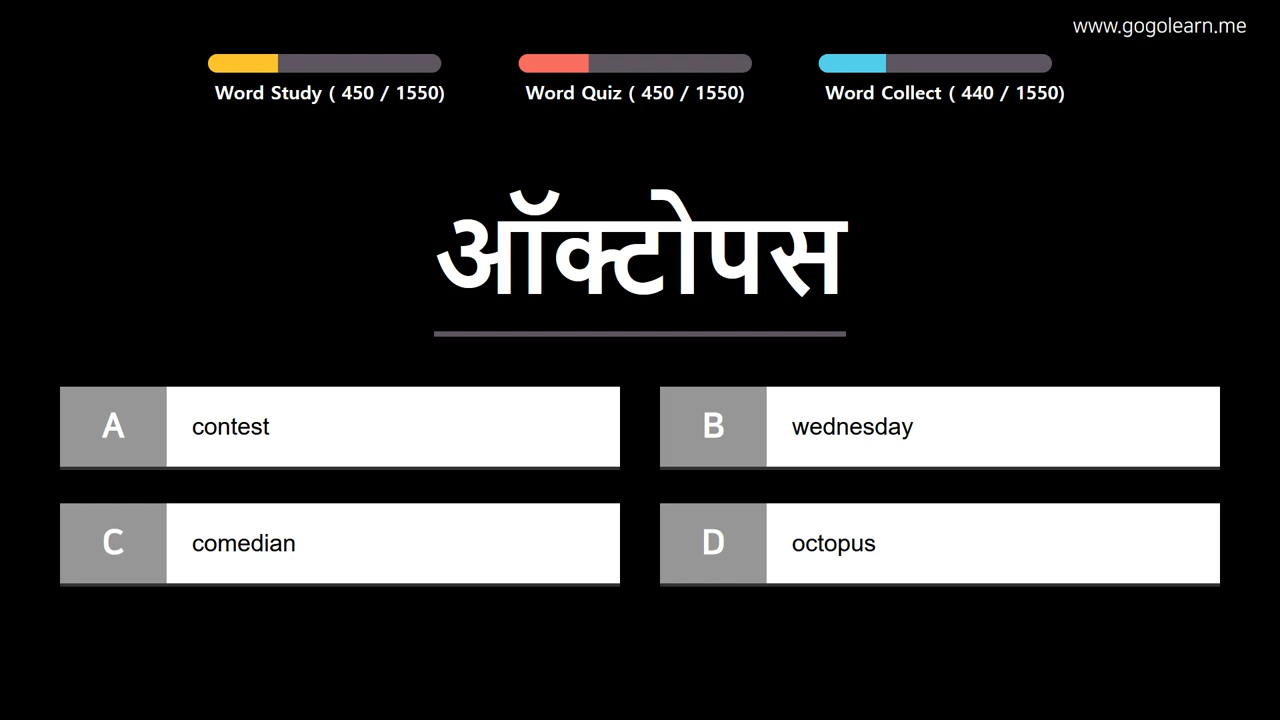 www.gogolearn.me
Word Study ( 450 / 1550)
Word Quiz ( 450 / 1550)
Word Collect ( 440 / 1550)
ऑक्टोपस
A contest
B wednesday
C comedian
D octopus